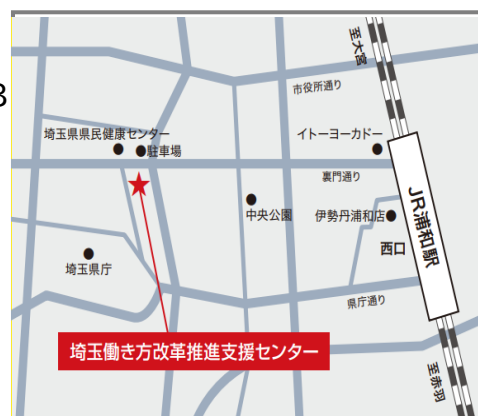 3
至大宮
市役所通り
埼玉県県民健康センター
駐車場
イトーヨーカドー
裏門通り
JR浦和駅
中央公園
伊勢丹浦和店
西口
埼玉県庁
県庁通り
埼玉働き方改革推進支援センター
至赤羽